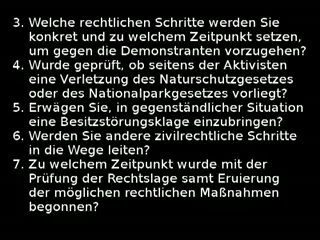 3. Welche rechtlichen Schritte werden Sie
konkret und zu welchem Zeitpunkt setzen,
um gegen die Demonstranten vorzugehen?
4. Wurde geprüft, ob seitens der Aktivisten
eine Verletzung des Naturschutzgesetzes
oder des Nationalparkgesetzes vorliegt?
5. Erwägen Sie, in gegenständlicher Situation
eine Besitzstörungsklage einzubringen?
6. Werden Sie andere zivilrechtliche Schritte
in die Wege leiten?
7. Zu welchem Zeitpunkt wurde mit der
Prüfung der Rechtslage samt Eruierung
der möglichen rechtlichen Maßnahmen
begonnen?